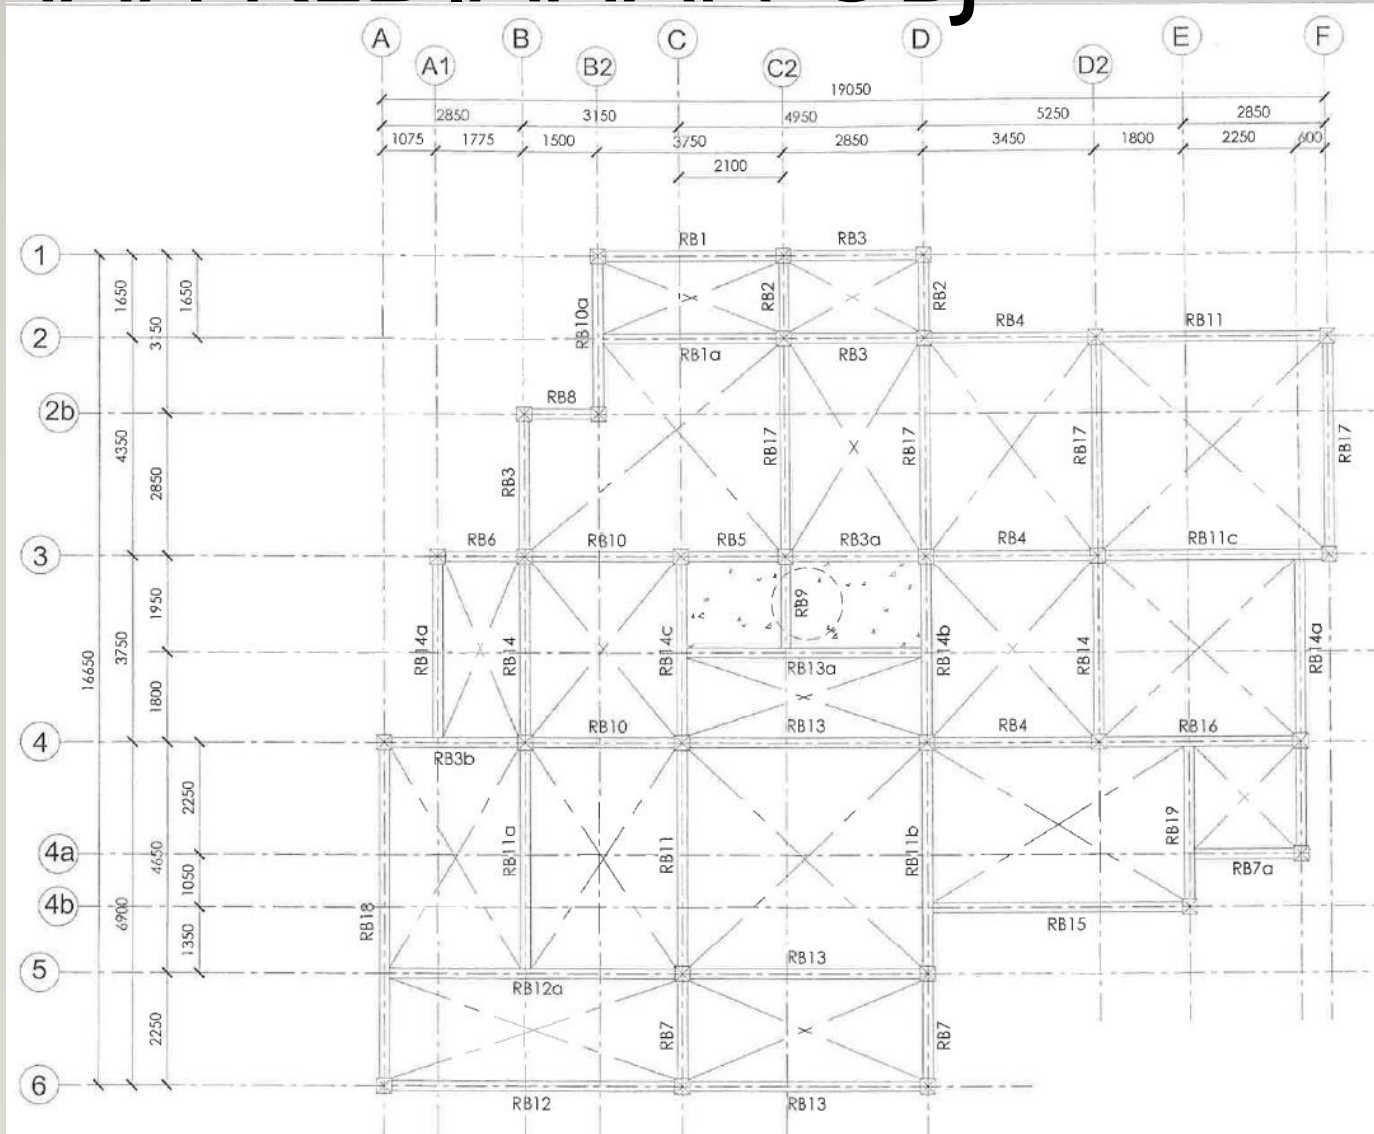 A B C D E F
A1 B2 C2 D2
19050
2850 3150 4950 5250 2850
1075 1775 1500 3750 2850 3450 1800 2250 600
2100
1 RB1 RB3
1650 1650 3150 RB10a RB2 RB2
2 RB4 RB11
RB1a RB3
2b RB8
4350 2850 RB3 RB17 RB17 RB17 RB17
3 RB6 RB10 RB5 RB3a RB4 RB11c
1950 RB9
16650 3750 RB14a RB14 RB14c RB14b RB14 RB14a
RB13a
1800
4 RB10 RB13 RB4 RB16
RB3b
2250 RB11a RB11 RB11b RB19
4a
4650 1050 RB7a
4b 6900 RB18
RB15
1350
5 RB13
RB12a
2250 RB7 RB7
6
RB12 RB13